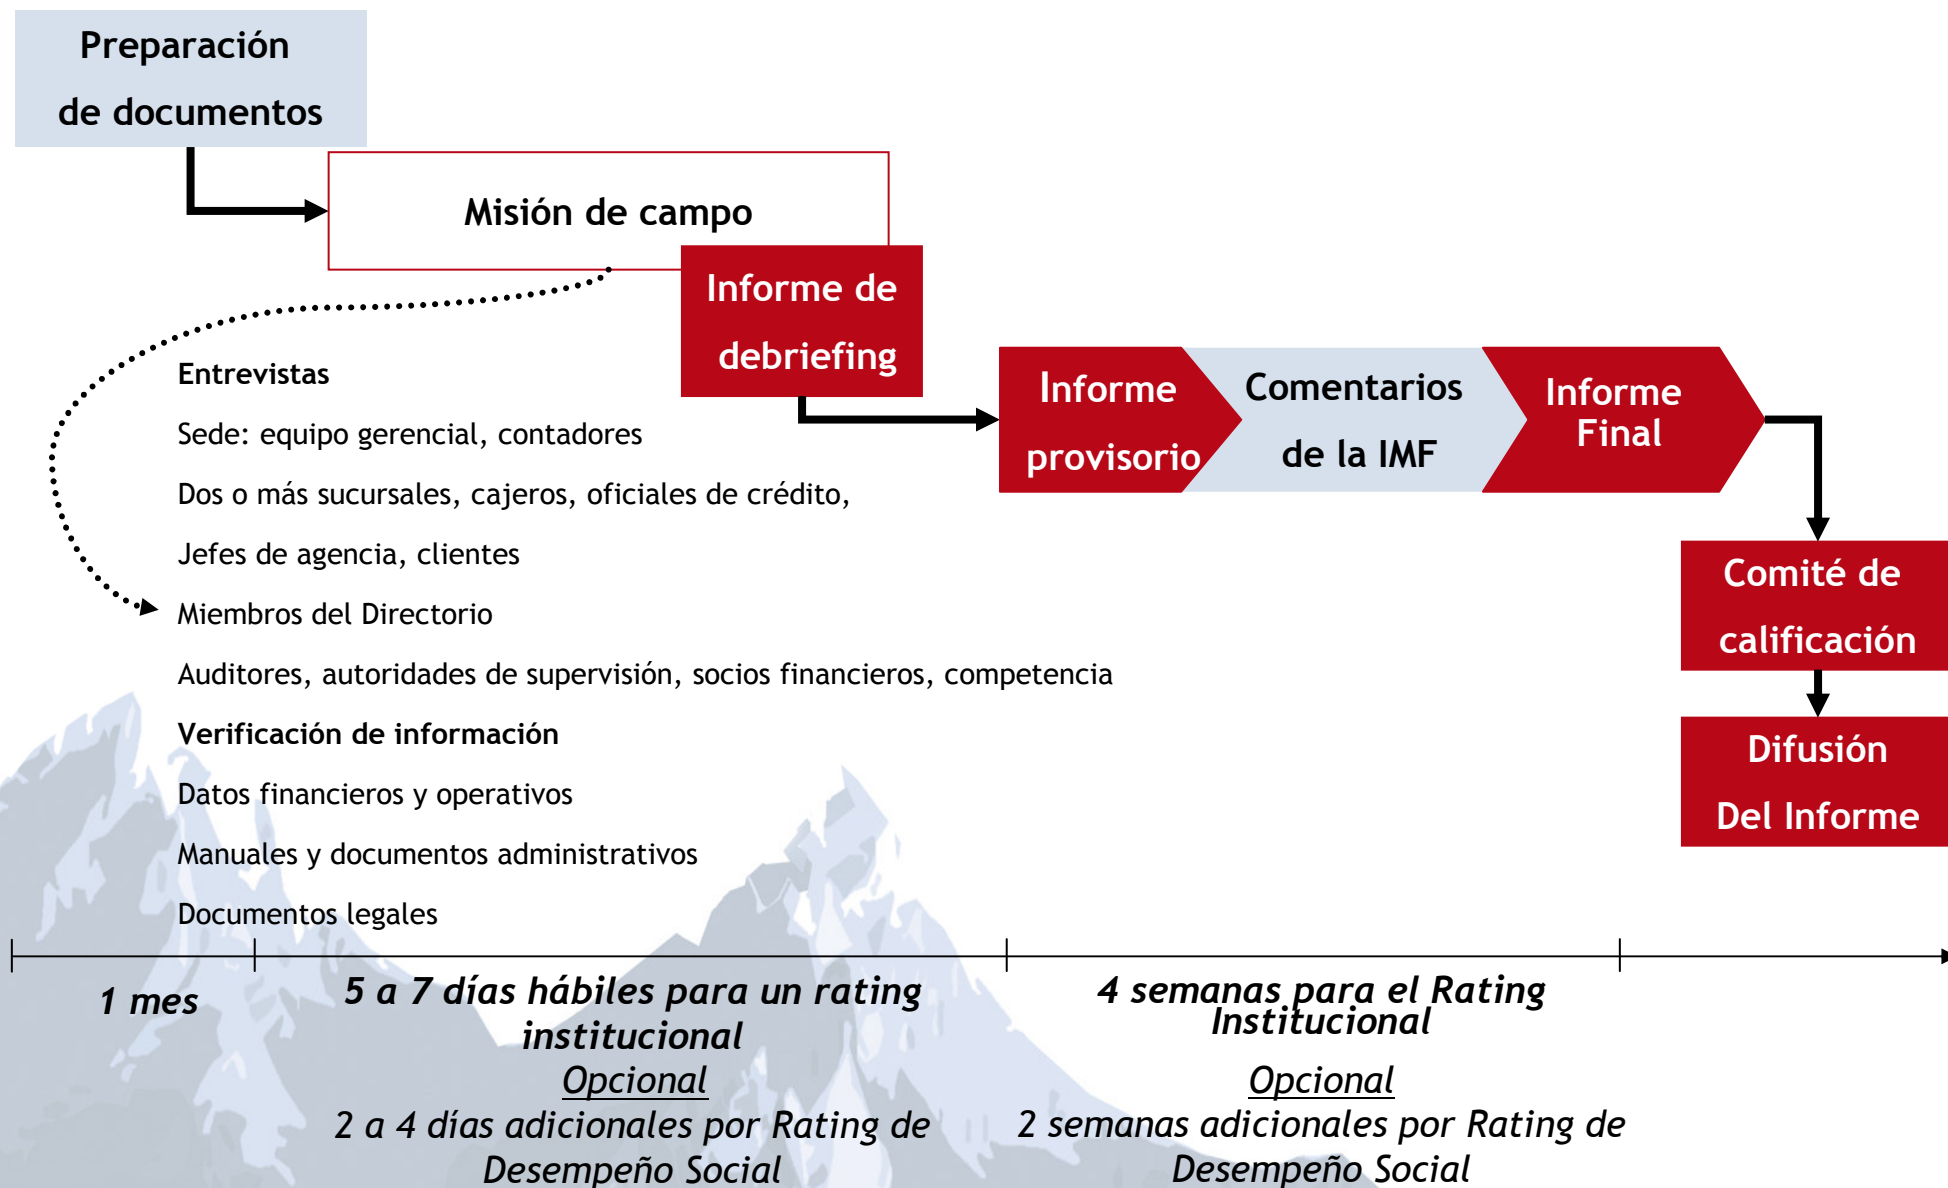 Preparación
de documentos
Misión de campo
Informe de
debriefing
Entrevistas
Sede: equipo gerencial, contadores
Dos o más sucursales, cajeros, oficiales de crédito,
Jefes de agencia, clientes
Miembros del Directorio
Auditores, autoridades de supervisión, socios financieros, competencia
Verificación de información
Datos financieros y operativos
Manuales y documentos administrativos
Documentos legales
Informe
provisorio
Comentarios
de la IMF
Informe
Final
Comité de
calificación
Difusión
Del Informe
1 mes
5 a 7 días hábiles para un rating
institucional
Opcional
2 a 4 días adicionales por Rating de
Desempeño Social
4 semanas para el Rating
Institucional
Opcional
2 semanas adicionales por Rating de
Desempeño Social